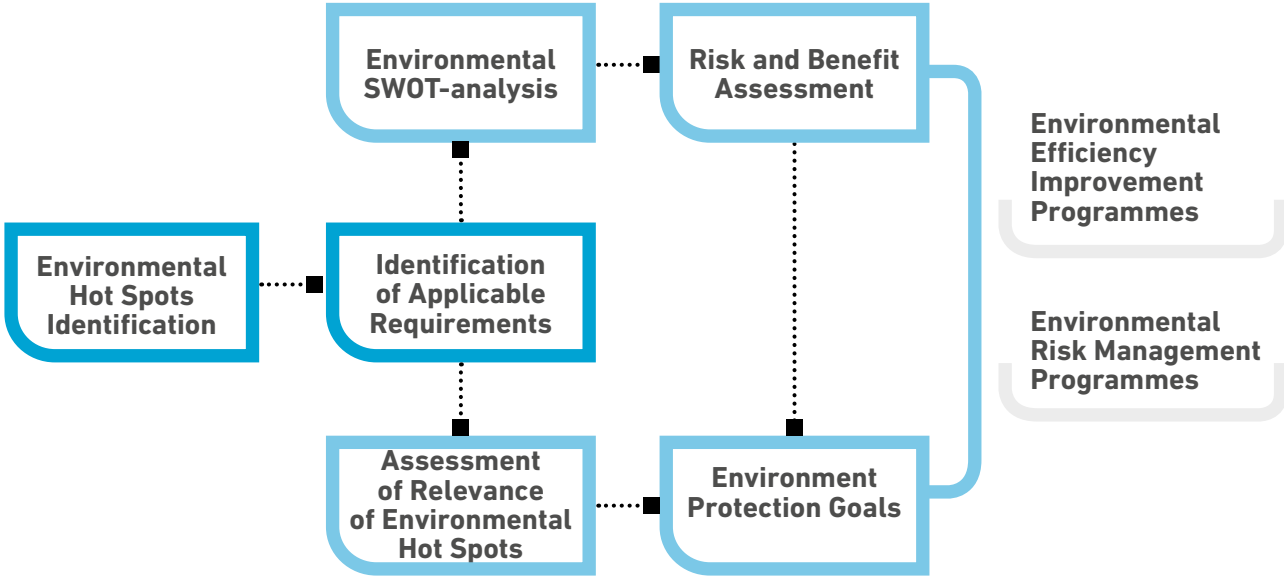 Environmental
SWOT-analysis
Risk and Benefit
Assessment
Environmental
Efficiency
Improvement
Programmes
Environmental
Hot Spots
Identification
Identification
of Applicable
Requirements
Environmental
Risk Management
Programmes
Assessment
of Relevance
of Environmental
Hot Spots
Environment
Protection Goals